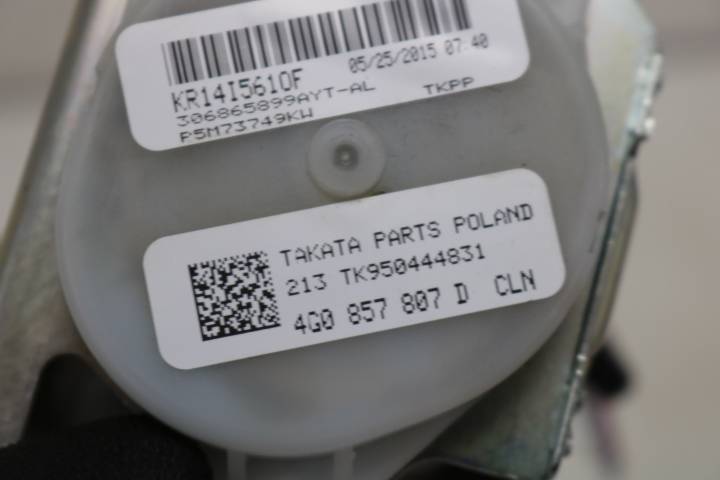 05/25/2015 07:40
KR14I5610F
306865899AYT-AL TKPP
P5M73749KW
TAKATA PARTS POLAND
213 TK950444831
4G0 857 807 D CLN